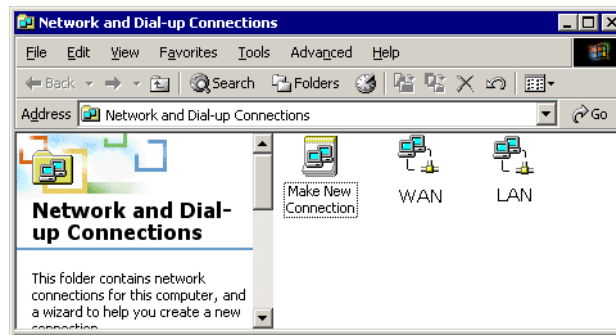 Network and Dial-up Connections
File Edit View Favorites Tools Advanced Help
Back Search Folders
Address Network and Dial-up Connections Go
Make New
Connection
WAN LAN
Network and Dial-
up Connections
This folder contains network
connections for this computer, and
a wizard to help you create a new
connection